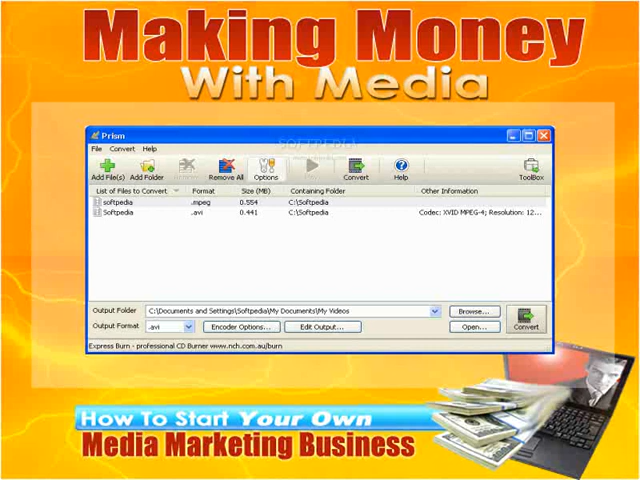 Making Money
With Media
Prism
SOFTPEDIA
File Convert Help
Add File(s) Add Folder Remove All Options Convert Help ToolBox
List of Files to Convert Format Size (MB) Containing Folder Other Information
softpedia .mpeg 0.554 C:\Softpedia
Softpedia .avi 0.441 C:\Softpedia Codec: XVID MPEG-4; Resolution: 12...
Output Folder C:\Documents and Settings\Softpedia\My Documents\My Videos Browse...
Output Format .avi Encoder Options... Edit Output... Open... Convert
Express Burn - professional CD Burner www.nch.com.au/burn
How To Start Your Own
Media Marketing Business